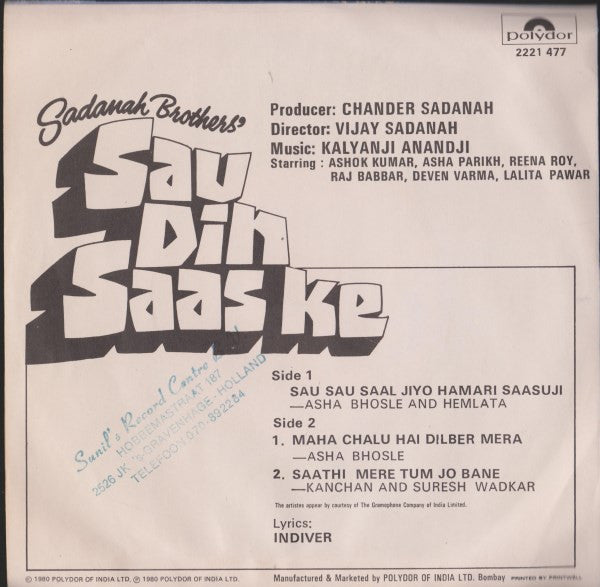 Polydor
2221 477
Sadanah Brothers'
Sau
Din
Saas Ke
Producer: CHANDER SADANAH
Director: VIJAY SADANAH
Music: KALYANJI ANANDJI
Starring : ASHOK KUMAR, ASHA PARIKH, REENA ROY,
RAJ BABBAR, DEVEN VARMA, LALITA PAWAR
Sunil's Record Centre
HOBBEMASTRAAT 187
2526 JK 's-GRAVENHAGE - HOLLAND
TELEFOON 070-892264
Side 1
SAU SAU SAAL JIYO HAMARI SAASUJI
—ASHA BHOSLE AND HEMLATA
Side 2
1. MAHA CHALU HAI DILBER MERA
—ASHA BHOSLE
2. SAATHI MERE TUM JO BANE
—KANCHAN AND SURESH WADKAR
The artistes appear by courtesy of The Gramophone Company of India Limited.
Lyrics:
INDIVER
© 1980 POLYDOR OF INDIA LTD. ℗ 1980 POLYDOR OF INDIA LTD.
Manufactured & Marketed by POLYDOR OF INDIA LTD. Bombay
PRINTED BY PRINTWELL